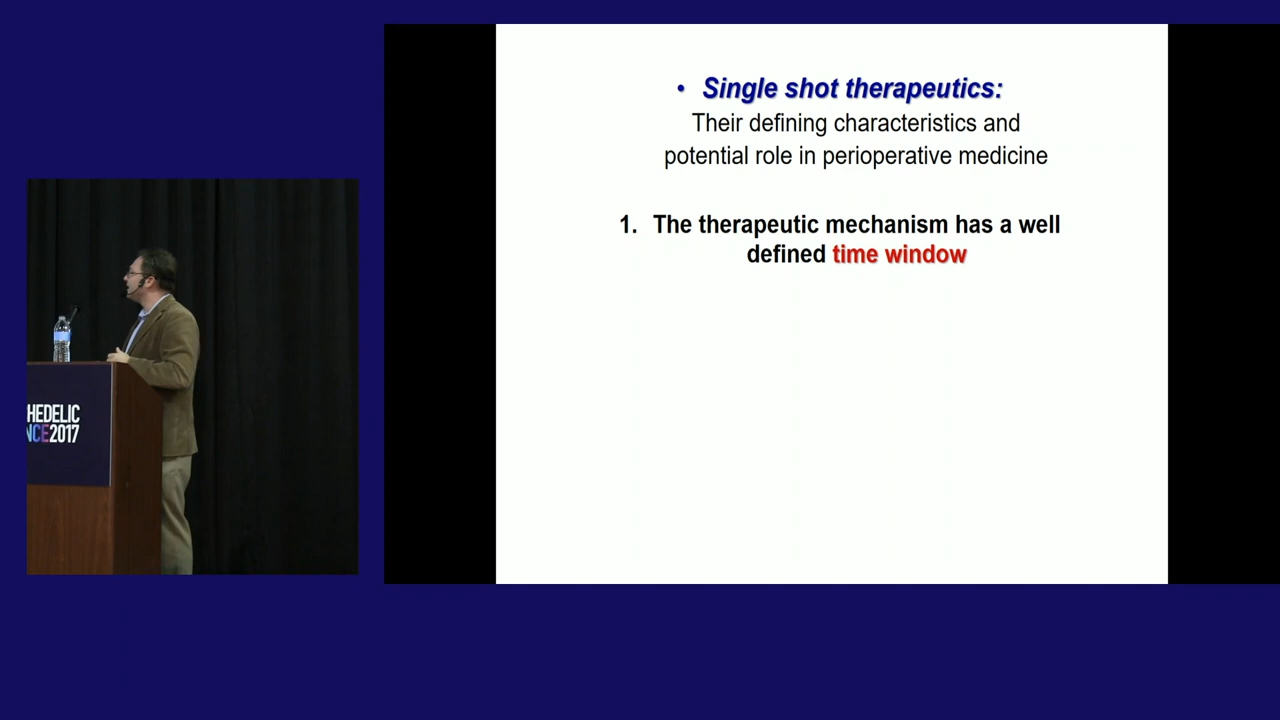 • Single shot therapeutics:
Their defining characteristics and
potential role in perioperative medicine
1. The therapeutic mechanism has a well
defined time window
HEDELIC
NCE2017